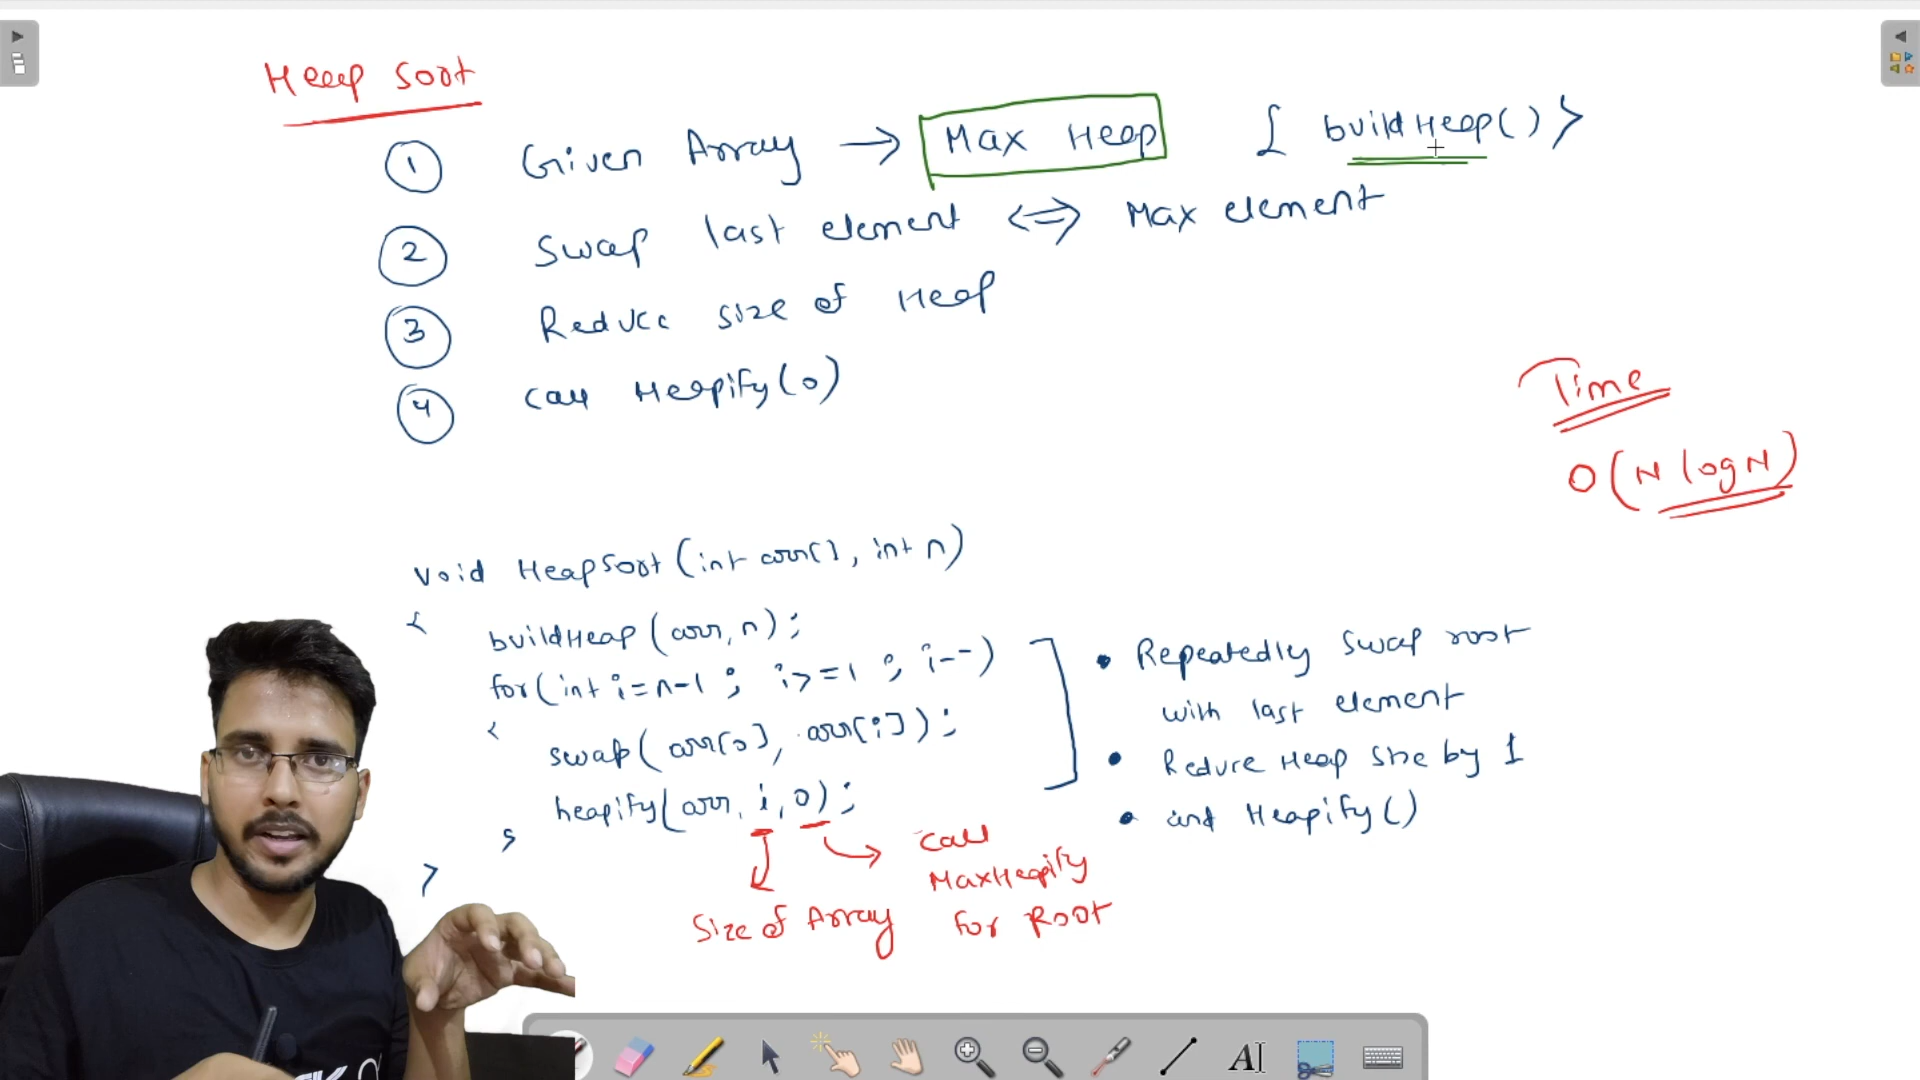 Heap Sort
1 Given Array → Max Heap { buildHeap() }
2 Swap last element ⇔ Max element
3 Reduce size of Heap
4 call Heapify(0)
Time
O(N log N)
void HeapSort(int arr[], int n)
{
buildHeap(arr, n);
for(int i=n-1 ; i>=1 ; i--)
{
swap(arr[0], arr[i]);
heapify(arr, i, 0);
}
}
• Repeatedly swap root
with last element
• Reduce Heap size by 1
• and Heapify()
Size of Array
call
MaxHeapify
for Root
AI